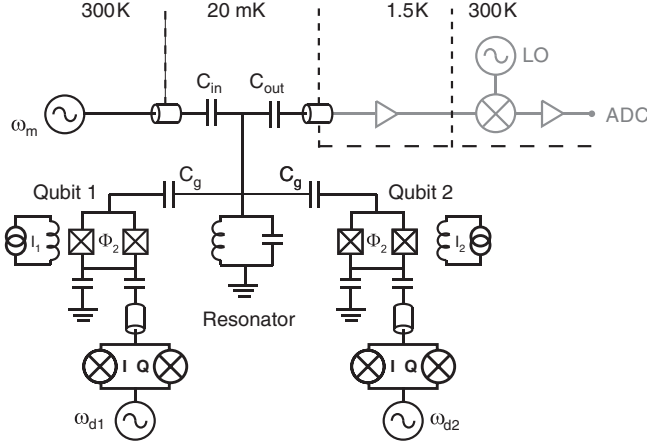 300K 20 mK 1.5K 300K
LO
C_in C_out
ω_m
ADC
C_g C_g
Qubit 1 Qubit 2
I_1 Φ_2 Φ_2 I_2
Resonator
I Q I Q
ω_d1 ω_d2